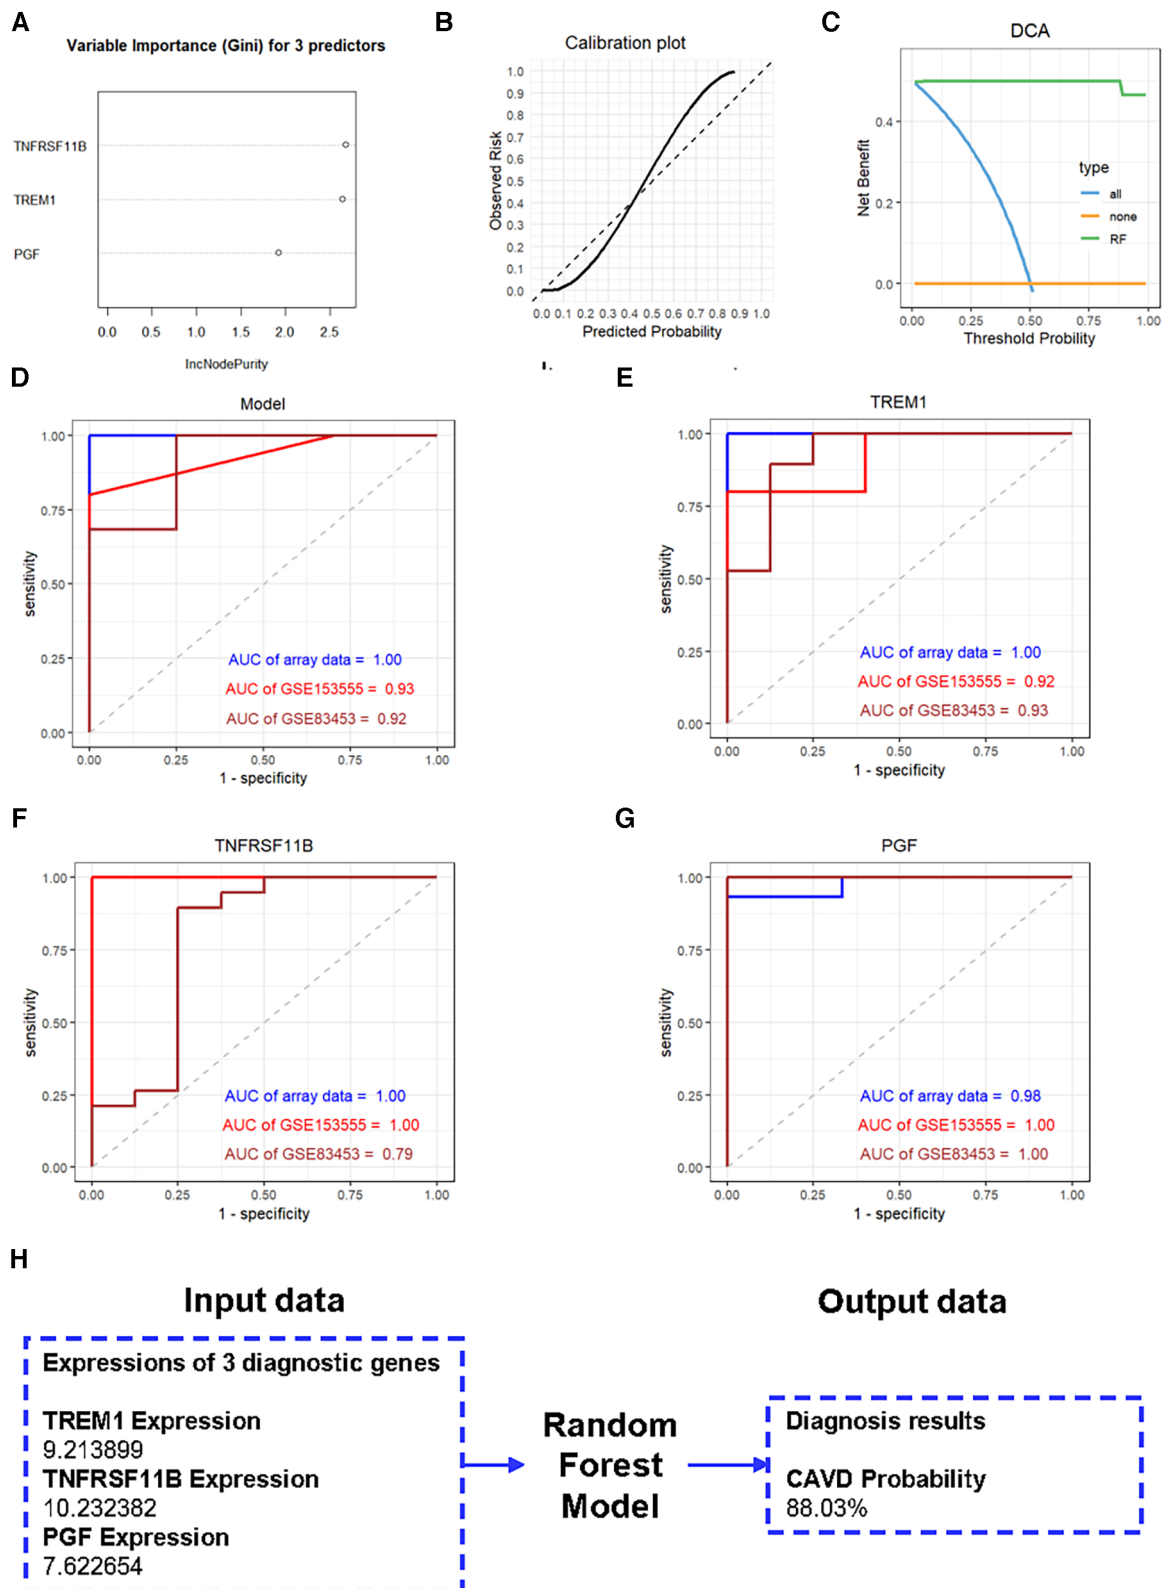 A
Variable Importance (Gini) for 3 predictors
TNFRSF11B
TREM1
PGF
0.0 0.5 1.0 1.5 2.0 2.5
IncNodePurity
B
Calibration plot
Observed Risk
1.0
0.9
0.8
0.7
0.6
0.5
0.4
0.3
0.2
0.1
0.0
0.0 0.1 0.2 0.3 0.4 0.5 0.6 0.7 0.8 0.9 1.0
Predicted Probability
C
DCA
Net Benefit
0.4
0.2
0.0
type
all
none
RF
0.00 0.25 0.50 0.75 1.00
Threshold Probility
D
Model
sensitivity
1.00
0.75
0.50
0.25
0.00
AUC of array data = 1.00
AUC of GSE153555 = 0.93
AUC of GSE83453 = 0.92
0.00 0.25 0.50 0.75 1.00
1 - specificity
E
TREM1
sensitivity
1.00
0.75
0.50
0.25
0.00
AUC of array data = 1.00
AUC of GSE153555 = 0.92
AUC of GSE83453 = 0.93
0.00 0.25 0.50 0.75 1.00
1 - specificity
F
TNFRSF11B
sensitivity
1.00
0.75
0.50
0.25
0.00
AUC of array data = 1.00
AUC of GSE153555 = 1.00
AUC of GSE83453 = 0.79
0.00 0.25 0.50 0.75 1.00
1 - specificity
G
PGF
sensitivity
1.00
0.75
0.50
0.25
0.00
AUC of array data = 0.98
AUC of GSE153555 = 1.00
AUC of GSE83453 = 1.00
0.00 0.25 0.50 0.75 1.00
1 - specificity
H
Input data
Expressions of 3 diagnostic genes
TREM1 Expression
9.213899
TNFRSF11B Expression
10.232382
PGF Expression
7.622654
Random
Forest
Model
Output data
Diagnosis results
CAVD Probability
88.03%